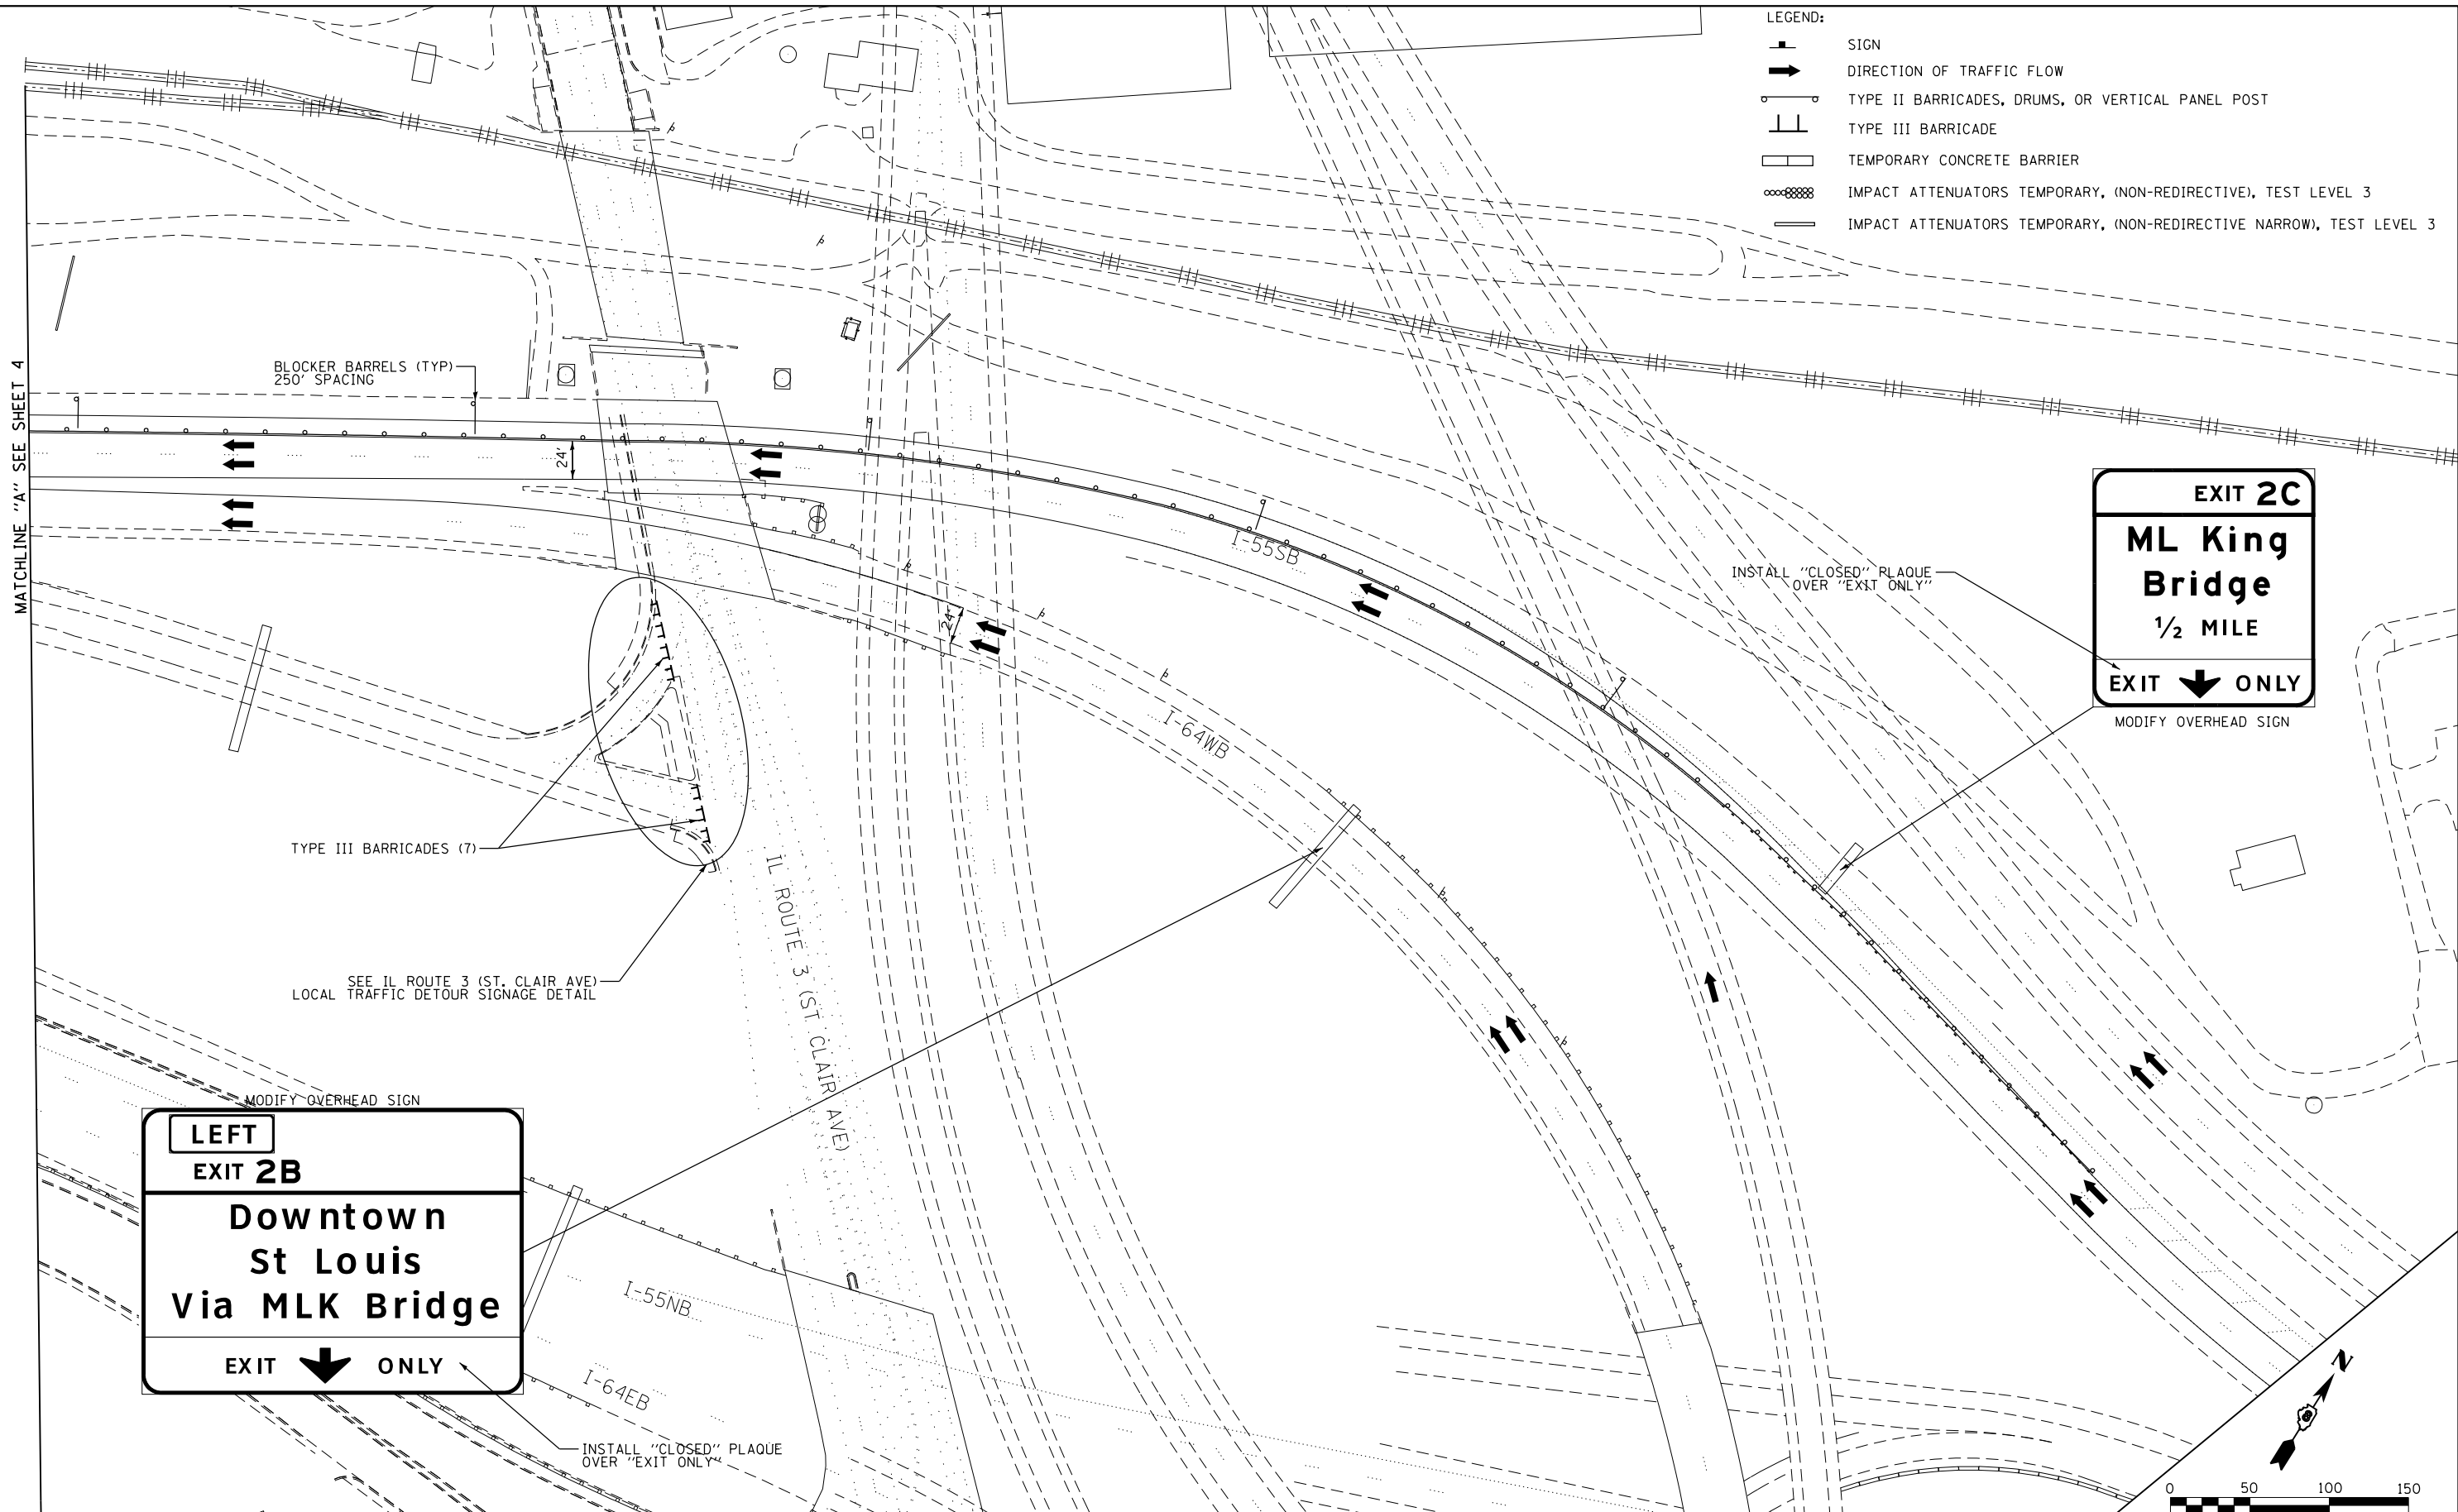 LEGEND:
SIGN
DIRECTION OF TRAFFIC FLOW
TYPE II BARRICADES, DRUMS, OR VERTICAL PANEL POST
TYPE III BARRICADE
TEMPORARY CONCRETE BARRIER
IMPACT ATTENUATORS TEMPORARY, (NON-REDIRECTIVE), TEST LEVEL 3
IMPACT ATTENUATORS TEMPORARY, (NON-REDIRECTIVE NARROW), TEST LEVEL 3
MATCHLINE "A" SEE SHEET 4
BLOCKER BARRELS (TYP)
250' SPACING
24'
24'
I-55SB
I-64WB
EXIT 2C
ML King
Bridge
1/2 MILE
EXIT ONLY
MODIFY OVERHEAD SIGN
INSTALL "CLOSED" PLAQUE
OVER "EXIT ONLY"
TYPE III BARRICADES (7)
SEE IL ROUTE 3 (ST. CLAIR AVE)
LOCAL TRAFFIC DETOUR SIGNAGE DETAIL
IL ROUTE 3 (ST CLAIR AVE)
MODIFY OVERHEAD SIGN
LEFT
EXIT 2B
Downtown
St Louis
Via MLK Bridge
EXIT ONLY
INSTALL "CLOSED" PLAQUE
OVER "EXIT ONLY"
I-55NB
I-64EB
N
0 50 100 150